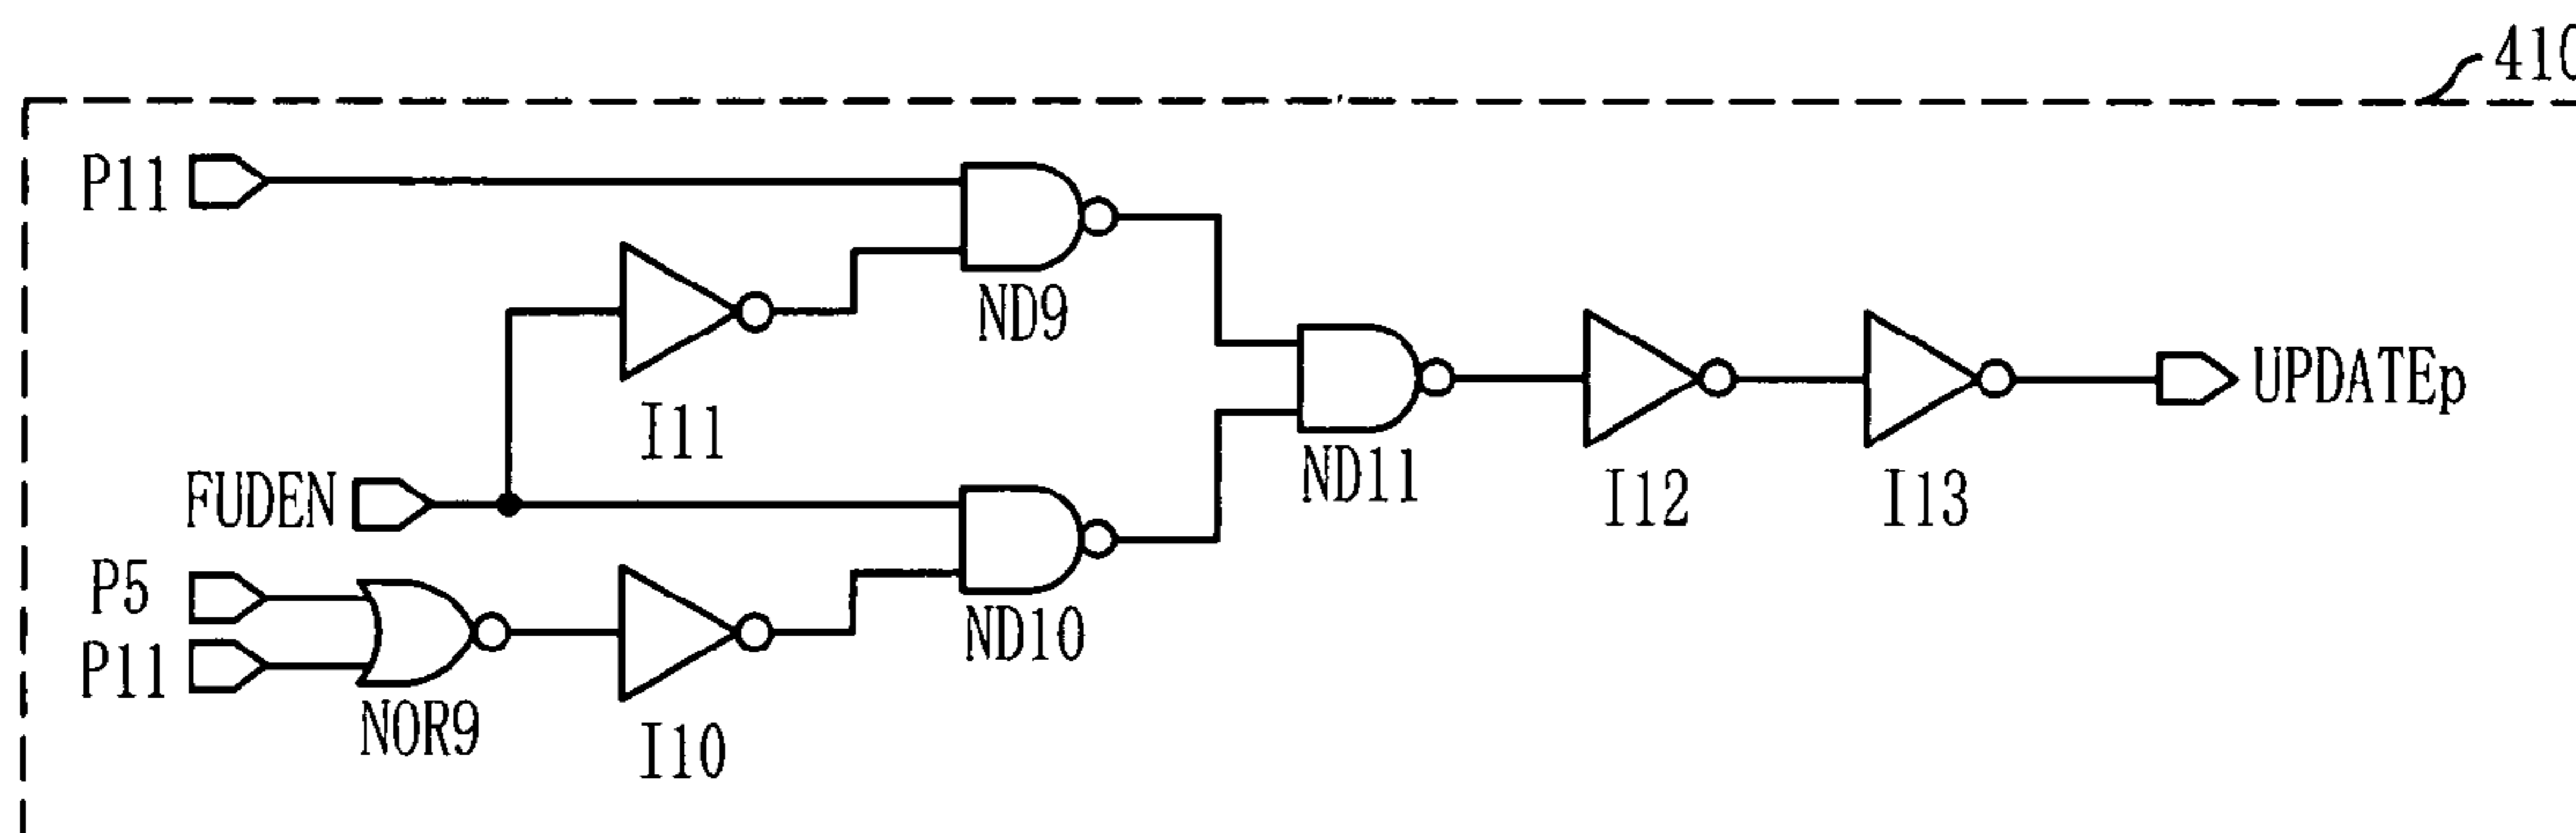 410
P11
ND9
I11
FUDEN
ND10
P5
P11
NOR9
I10
ND11
I12
I13
UPDATEp